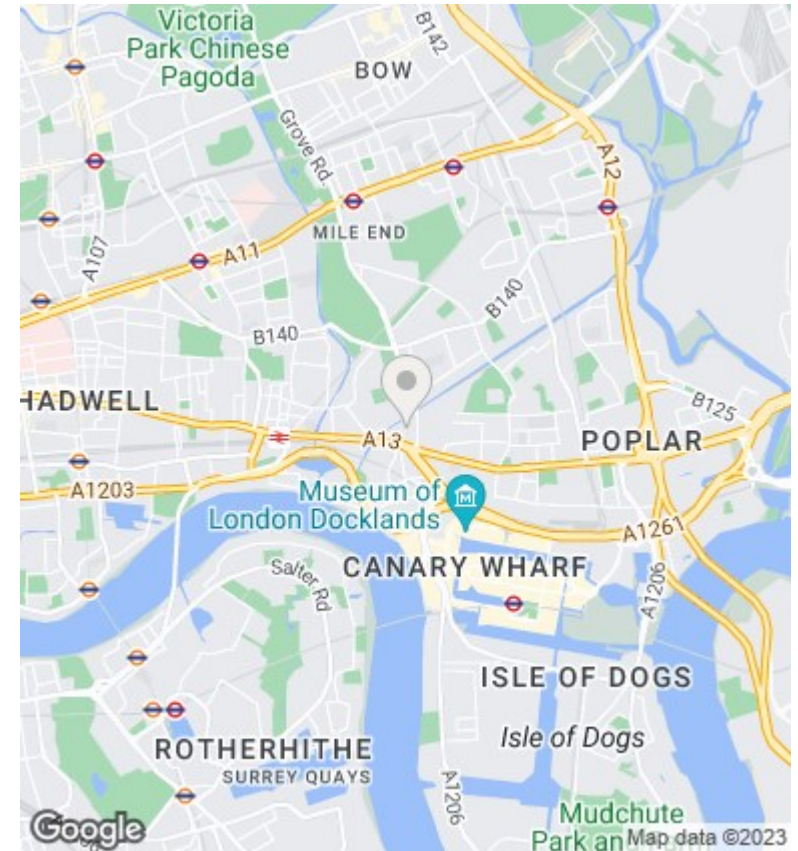 Victoria
Park Chinese
Pagoda
B142
BOW
Grove Rd.
A12
MILE END
A107
A11
B140
B140
HADWELL
B125
A13
POPLAR
A1203
Museum of
London Docklands
A1261
Salter Rd
CANARY WHARF
A1206
ISLE OF DOGS
Isle of Dogs
ROTHERHITHE
SURREY QUAYS
A1206
Mudchute
Park an
Google
Map data ©2023